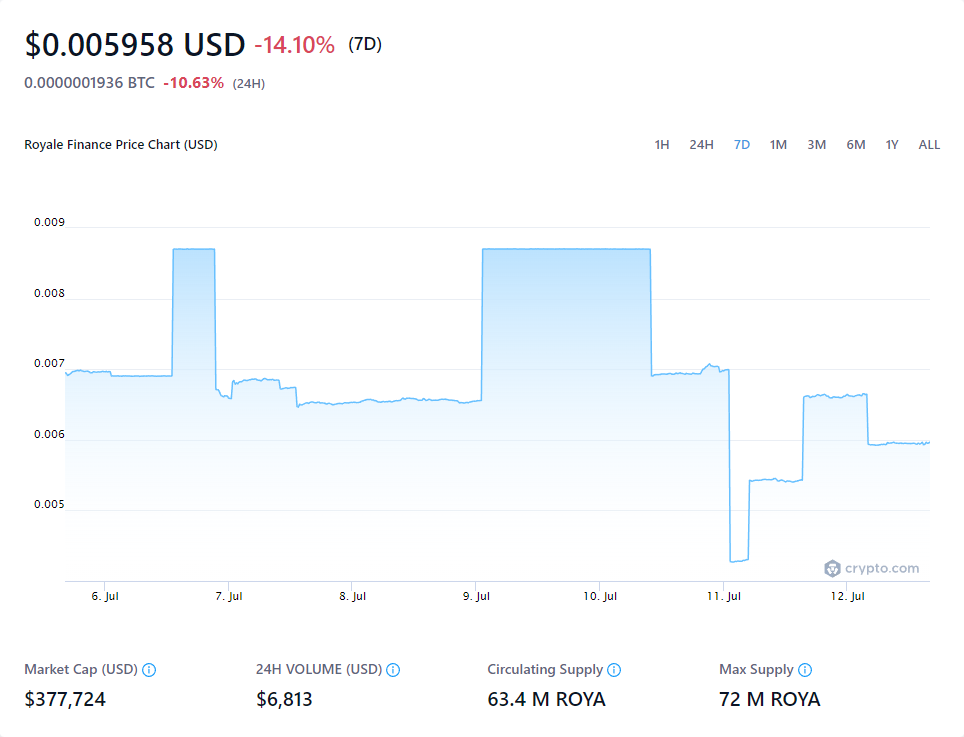 $0.005958 USD -14.10% (7D)
0.0000001936 BTC -10.63% (24H)
Royale Finance Price Chart (USD) 1H 24H 7D 1M 3M 6M 1Y ALL
0.009
0.008
0.007
0.006
0.005
crypto.com
6. Jul 7. Jul 8. Jul 9. Jul 10. Jul 11. Jul 12. Jul
Market Cap (USD) 24H VOLUME (USD) Circulating Supply Max Supply
$377,724 $6,813 63.4 M ROYA 72 M ROYA